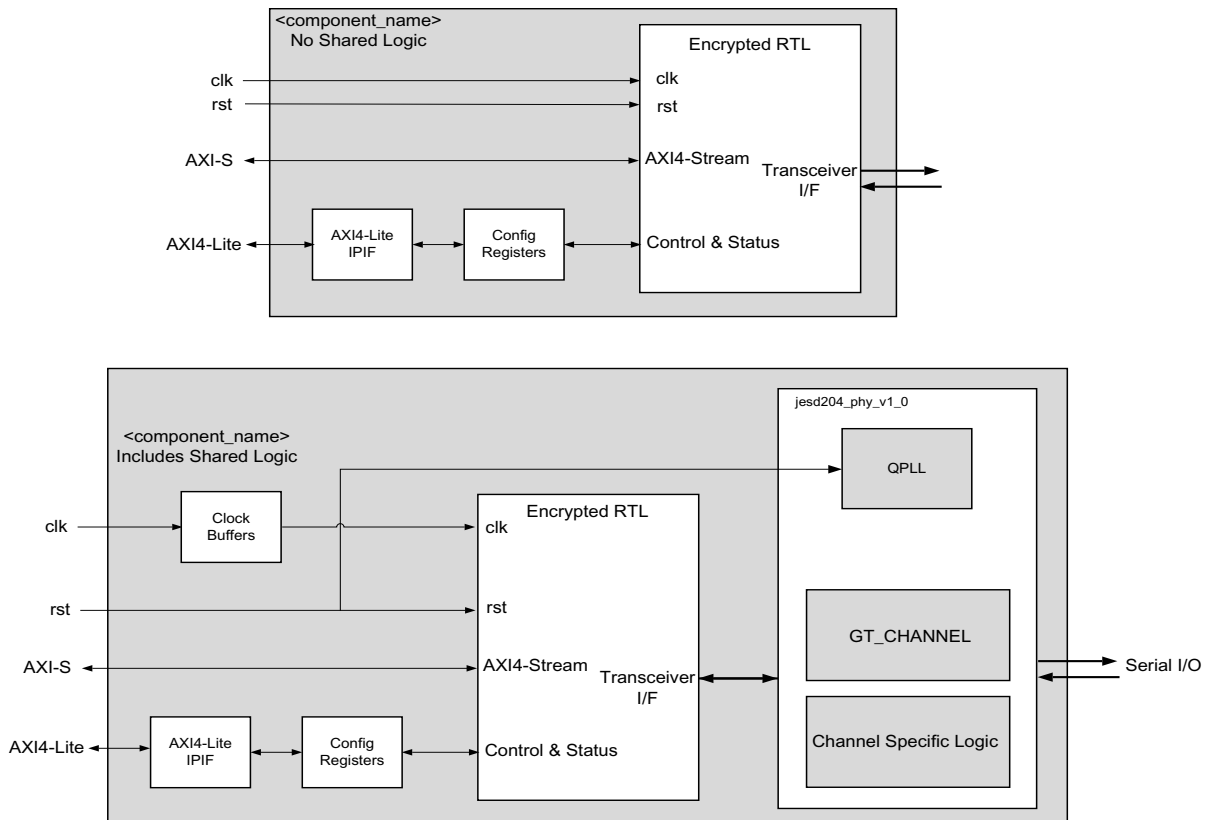 <component_name>
No Shared Logic
Encrypted RTL
clk
clk
rst
rst
AXI-S
AXI4-Stream
Transceiver
I/F
AXI4-Lite
AXI4-Lite
IPIF
Config
Registers
Control & Status
jesd204_phy_v1_0
<component_name>
Includes Shared Logic
QPLL
clk
Clock
Buffers
Encrypted RTL
clk
rst
rst
GT_CHANNEL
AXI-S
AXI4-Stream
Transceiver
I/F
Serial I/O
AXI4-Lite
AXI4-Lite
IPIF
Config
Registers
Control & Status
Channel Specific Logic